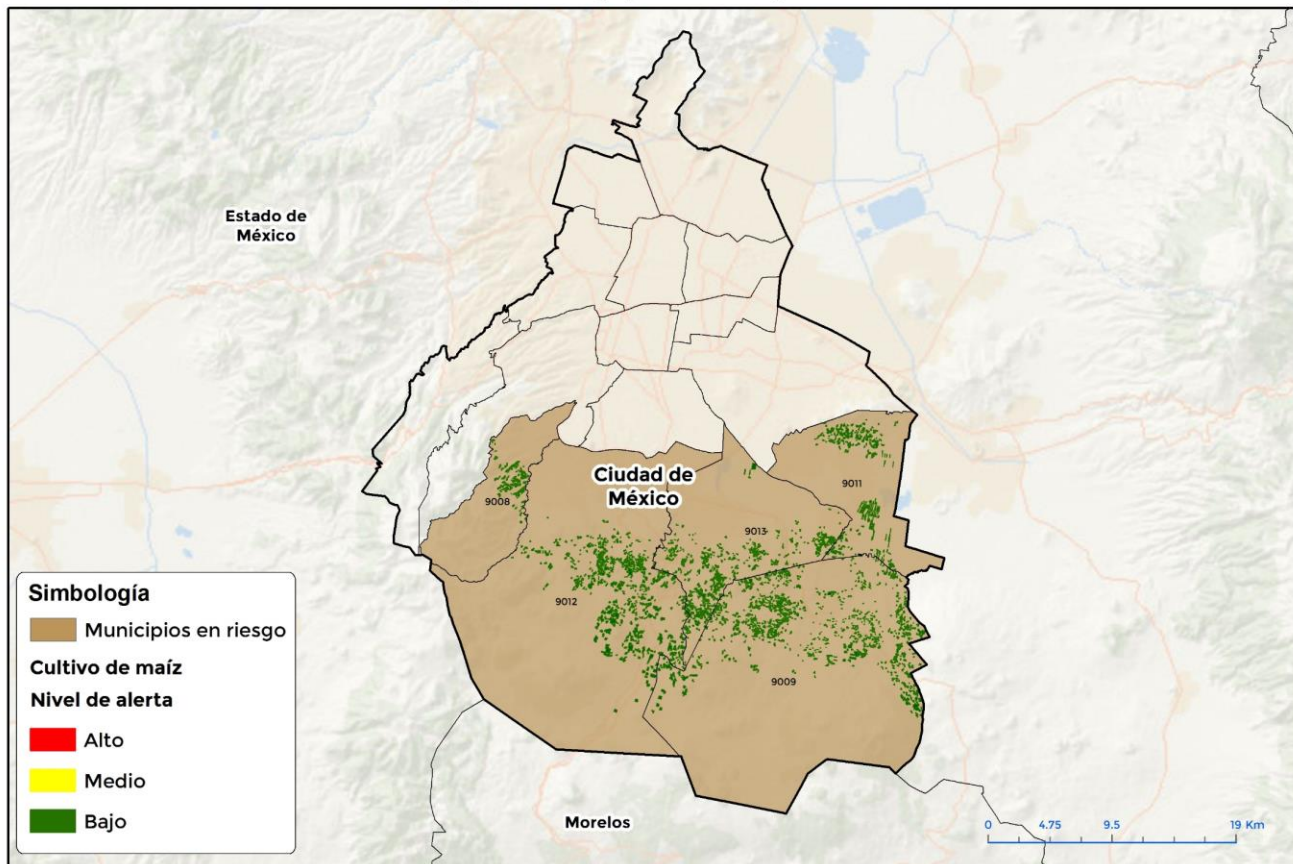 Estado de
México
Ciudad de
México
9008
9011
9013
9012
9009
Morelos
Simbología
Municipios en riesgo
Cultivo de maíz
Nivel de alerta
Alto
Medio
Bajo
0 4.75 9.5 19 Km